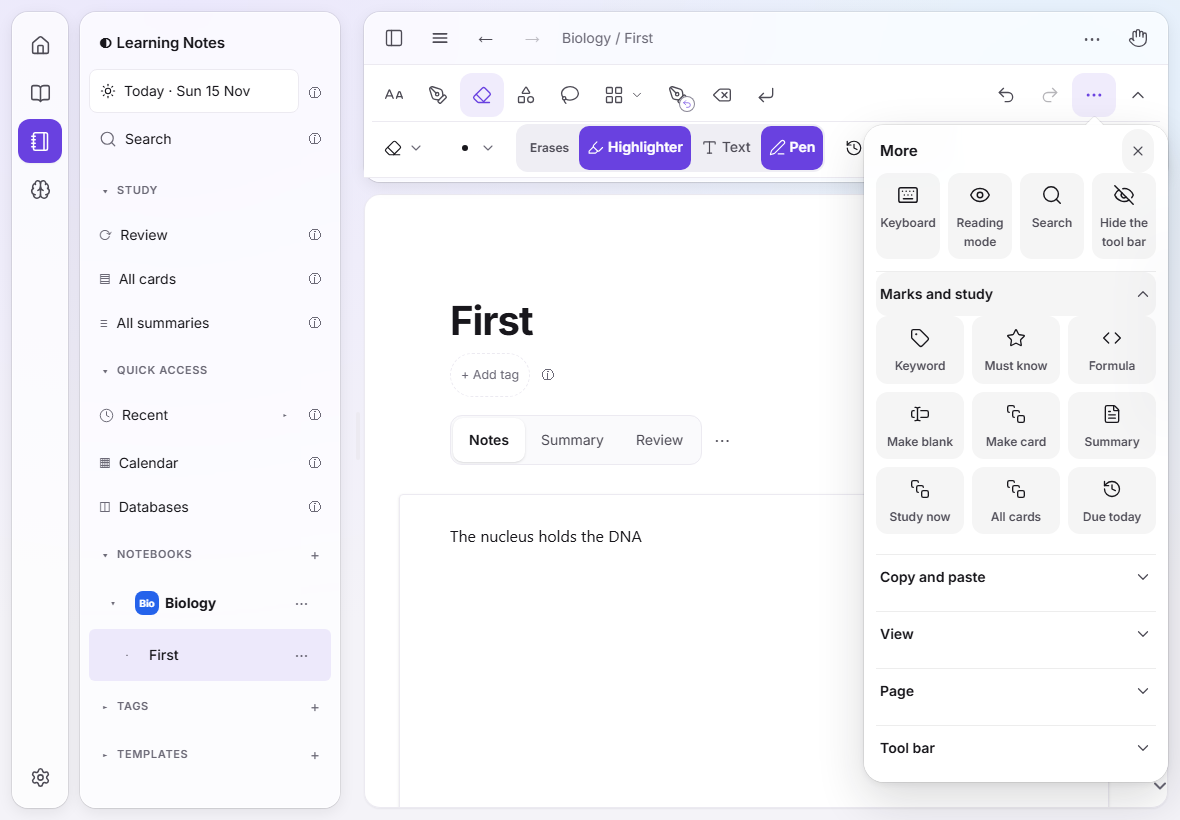 Learning Notes
Today · Sun 15 Nov
Search
STUDY
Review
All cards
All summaries
QUICK ACCESS
Recent
Calendar
Databases
NOTEBOOKS
Bio Biology
First
TAGS
TEMPLATES
Biology / First
AA
Erases Highlighter Text Pen
First
+ Add tag
Notes Summary Review
The nucleus holds the DNA
More
Keyboard
Reading mode
Search
Hide the tool bar
Marks and study
Keyword Must know Formula
Make blank Make card Summary
Study now All cards Due today
Copy and paste
View
Page
Tool bar